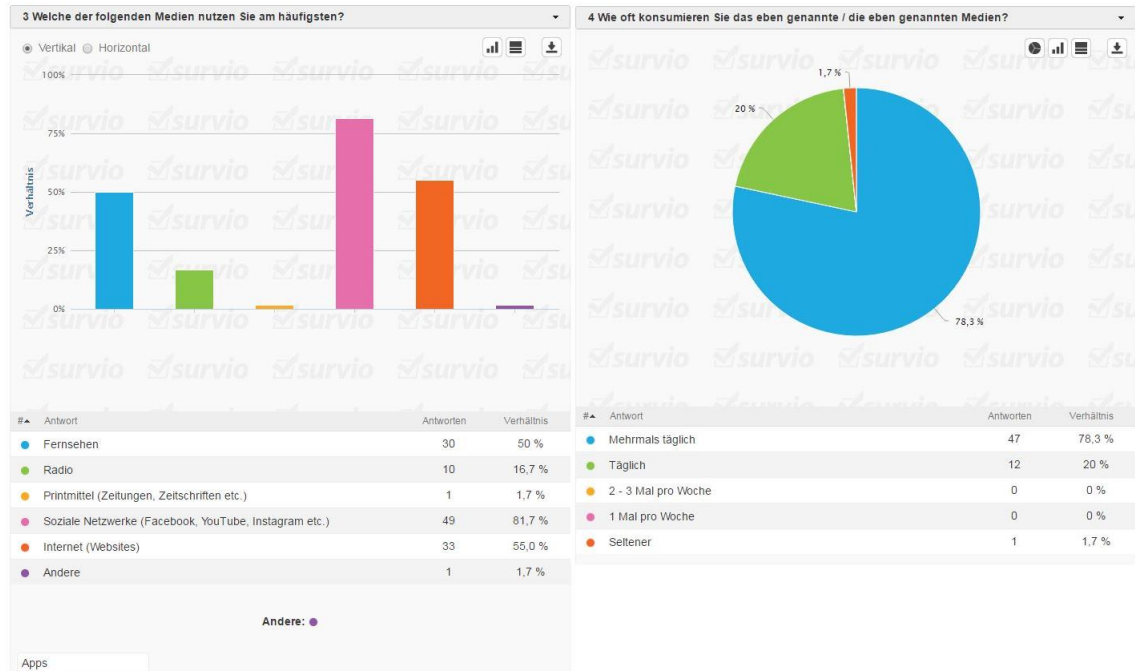 3 Welche der folgenden Medien nutzen Sie am häufigsten?
Vertikal Horizontal
100%
75%
50%
25%
0%
Verhältnis
#▲ Antwort Antworten Verhältnis
Fernsehen 30 50 %
Radio 10 16,7 %
Printmittel (Zeitungen, Zeitschriften etc.) 1 1,7 %
Soziale Netzwerke (Facebook, YouTube, Instagram etc.) 49 81,7 %
Internet (Websites) 33 55,0 %
Andere 1 1,7 %
Andere:
Apps
4 Wie oft konsumieren Sie das eben genannte / die eben genannten Medien?
1,7 %
20 %
78,3 %
#▲ Antwort Antworten Verhältnis
Mehrmals täglich 47 78,3 %
Täglich 12 20 %
2 - 3 Mal pro Woche 0 0 %
1 Mal pro Woche 0 0 %
Seltener 1 1,7 %
survio